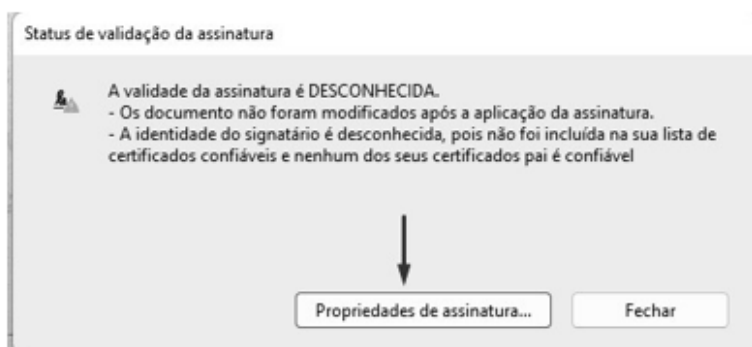 Status de validação da assinatura
A validade da assinatura é DESCONHECIDA.
- Os documento não foram modificados após a aplicação da assinatura.
- A identidade do signatário é desconhecida, pois não foi incluída na sua lista de
certificados confiáveis e nenhum dos seus certificados pai é confiável
Propriedades de assinatura...
Fechar